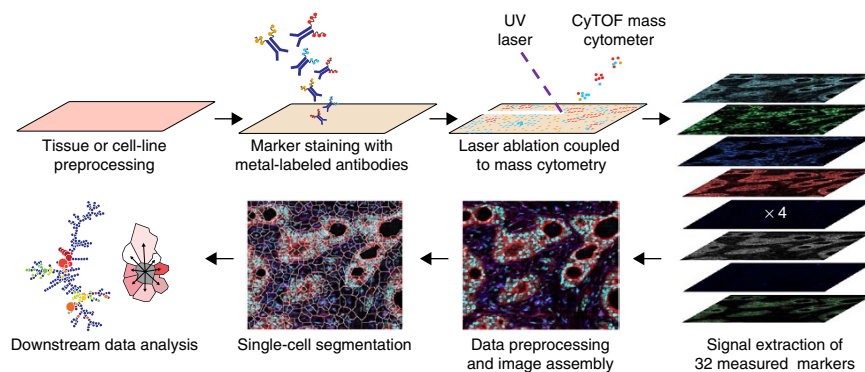 UV
laser
CyTOF mass
cytometer
Tissue or cell-line
preprocessing
Marker staining with
metal-labeled antibodies
Laser ablation coupled
to mass cytometry
× 4
Downstream data analysis
Single-cell segmentation
Data preprocessing
and image assembly
Signal extraction of
32 measured markers